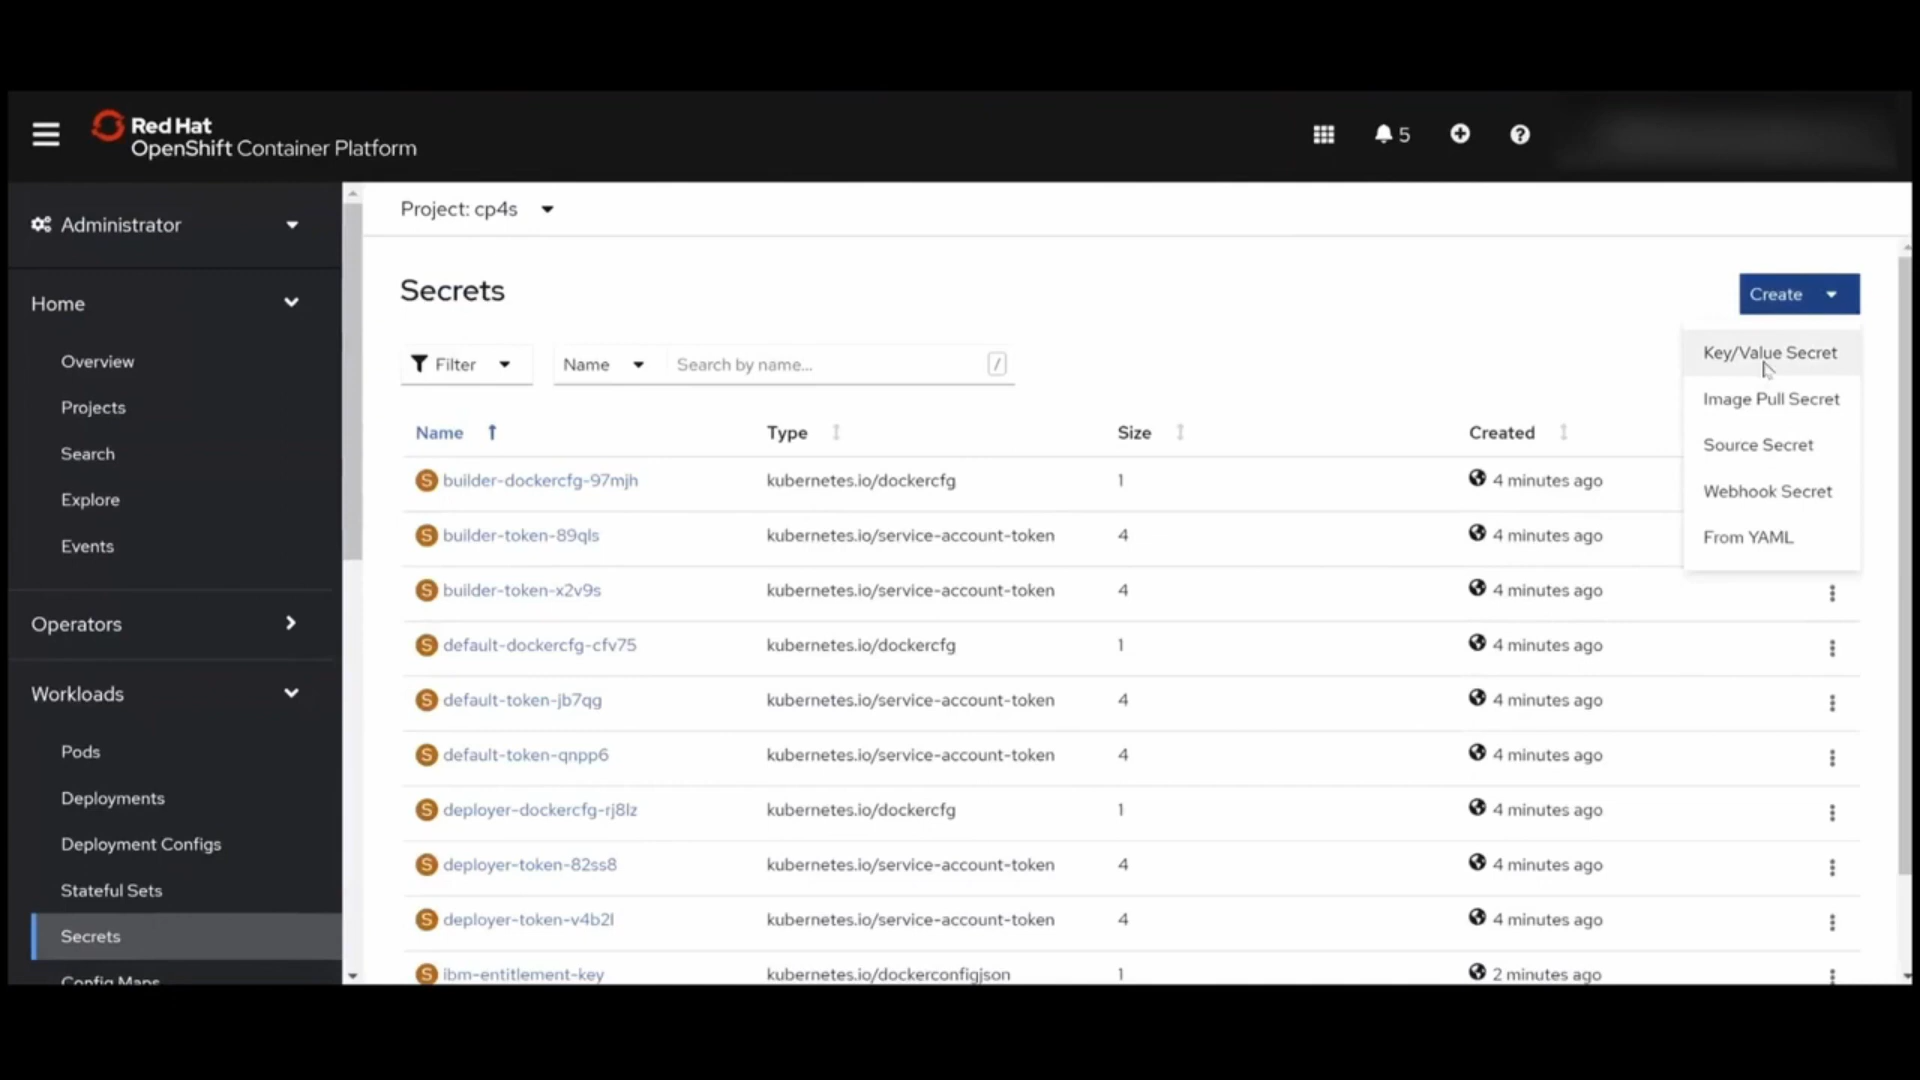 Red Hat
OpenShift Container Platform
5
Administrator
Project: cp4s
Home
Overview
Projects
Search
Explore
Events
Operators
Workloads
Pods
Deployments
Deployment Configs
Stateful Sets
Secrets
Config Maps
Secrets
Create
Key/Value Secret
Image Pull Secret
Source Secret
Webhook Secret
From YAML
Filter Name Search by name... /
Name Type Size Created
S builder-dockercfg-97mjh kubernetes.io/dockercfg 1 4 minutes ago
S builder-token-89qls kubernetes.io/service-account-token 4 4 minutes ago
S builder-token-x2v9s kubernetes.io/service-account-token 4 4 minutes ago
S default-dockercfg-cfv75 kubernetes.io/dockercfg 1 4 minutes ago
S default-token-jb7qg kubernetes.io/service-account-token 4 4 minutes ago
S default-token-qnpp6 kubernetes.io/service-account-token 4 4 minutes ago
S deployer-dockercfg-rj8lz kubernetes.io/dockercfg 1 4 minutes ago
S deployer-token-82ss8 kubernetes.io/service-account-token 4 4 minutes ago
S deployer-token-v4b2l kubernetes.io/service-account-token 4 4 minutes ago
S ibm-entitlement-key kubernetes.io/dockerconfigjson 1 2 minutes ago